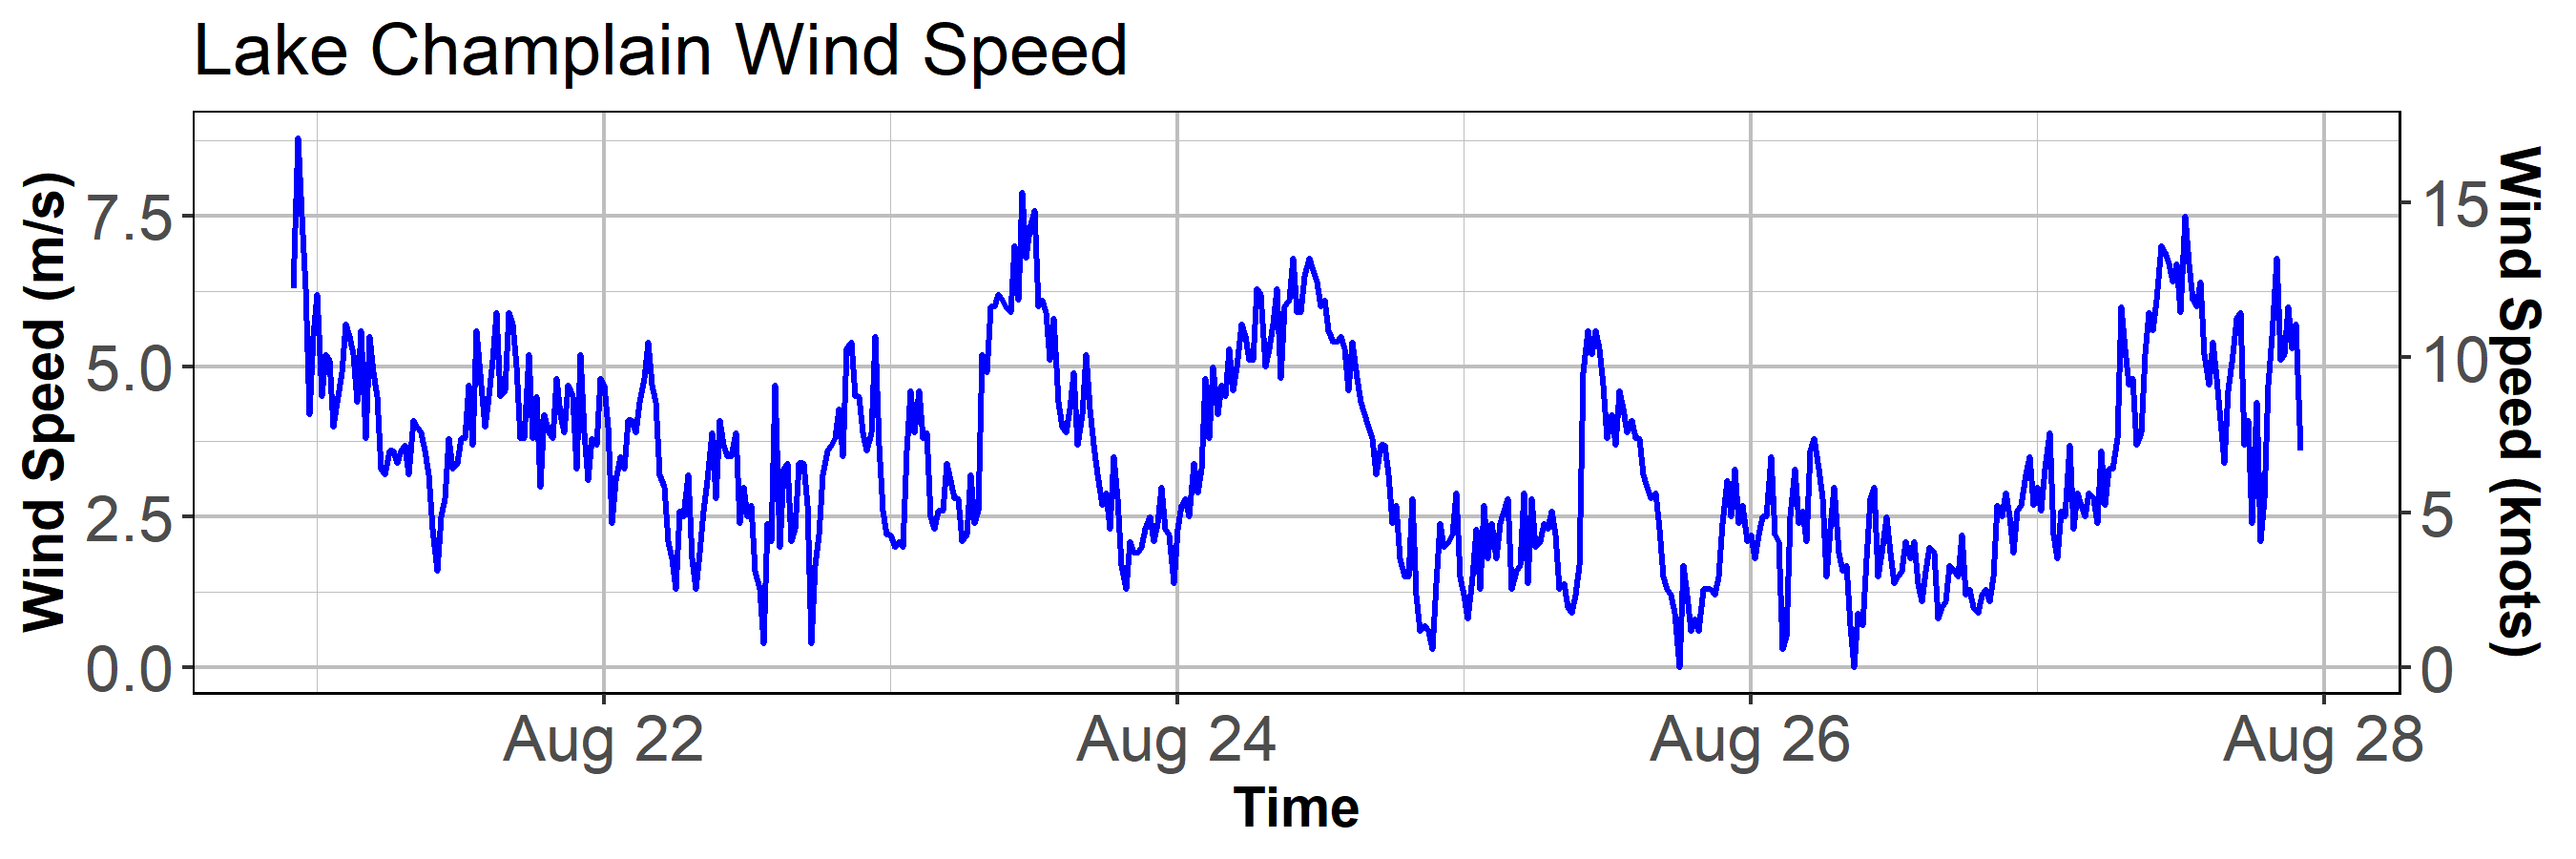 Lake Champlain Wind Speed
Wind Speed (m/s)
7.5
5.0
2.5
0.0
15
10
5
0
Wind Speed (knots)
Aug 22
Aug 24
Aug 26
Aug 28
Time